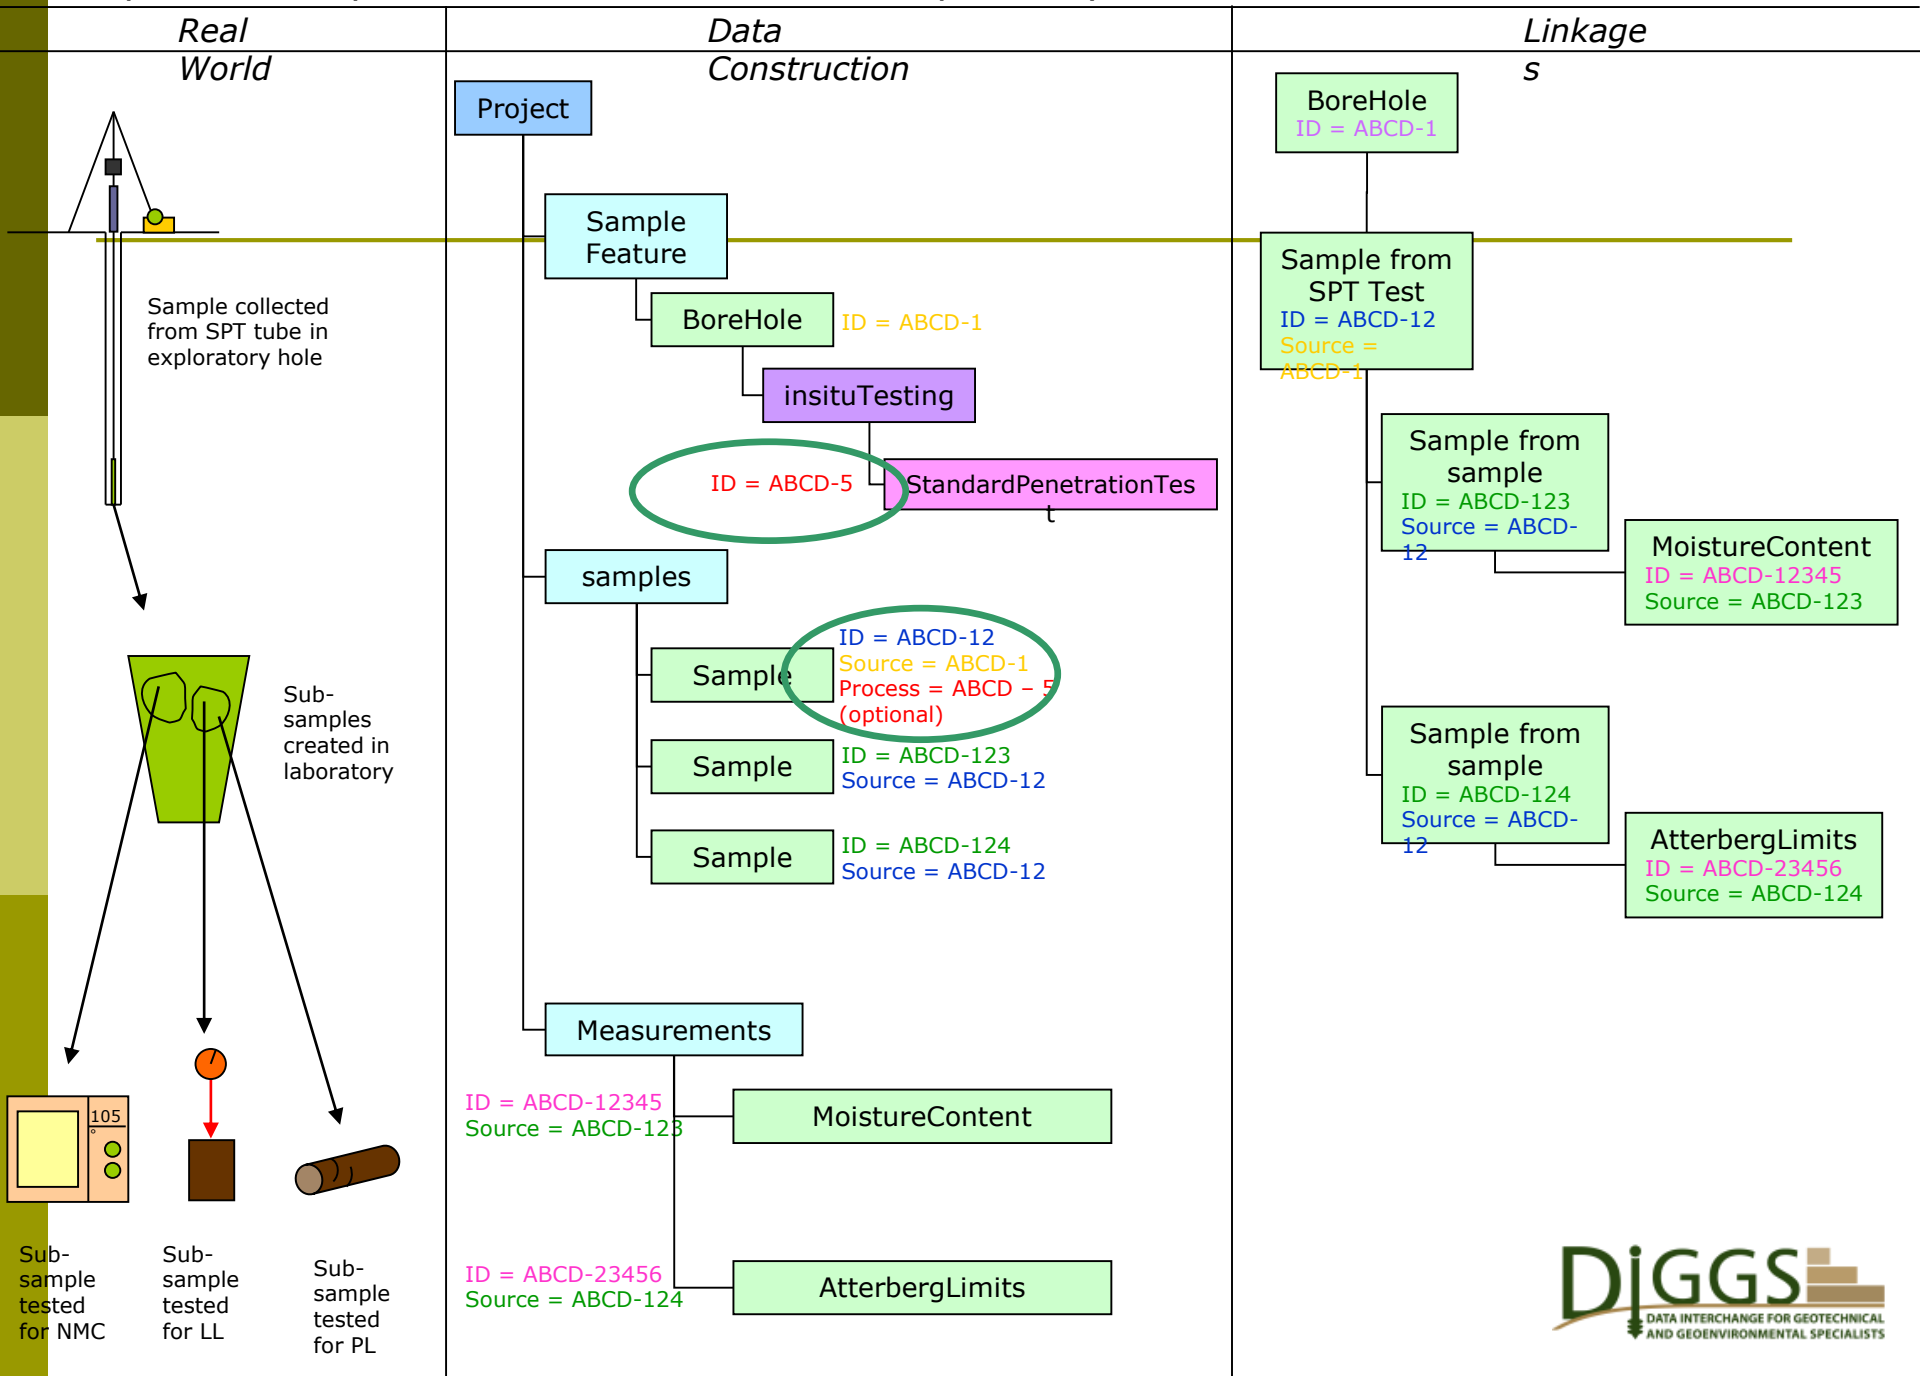 Real
World
Data
Construction
Linkage
s
Sample collected
from SPT tube in
exploratory hole
Sub-
samples
created in
laboratory
105
°
Sub-
sample
tested
for NMC
Sub-
sample
tested
for LL
Sub-
sample
tested
for PL
Project
Sample
Feature
BoreHole
ID = ABCD-1
insituTesting
ID = ABCD-5
StandardPenetrationTes
t
samples
Sample
ID = ABCD-12
Source = ABCD-1
Process = ABCD – 5
(optional)
Sample
ID = ABCD-123
Source = ABCD-12
Sample
ID = ABCD-124
Source = ABCD-12
Measurements
ID = ABCD-12345
Source = ABCD-123
MoistureContent
ID = ABCD-23456
Source = ABCD-124
AtterbergLimits
BoreHole
ID = ABCD-1
Sample from
SPT Test
ID = ABCD-12
Source =
ABCD-1
Sample from
sample
ID = ABCD-123
Source = ABCD-
12
MoistureContent
ID = ABCD-12345
Source = ABCD-123
Sample from
sample
ID = ABCD-124
Source = ABCD-
12
AtterbergLimits
ID = ABCD-23456
Source = ABCD-124
DiGGS
DATA INTERCHANGE FOR GEOTECHNICAL
AND GEOENVIRONMENTAL SPECIALISTS